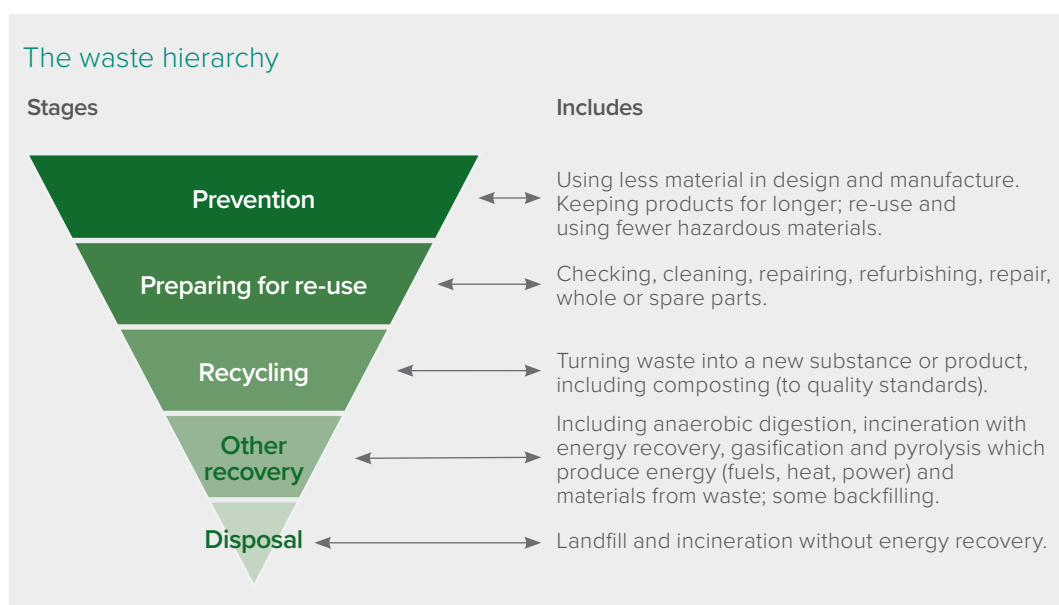 The waste hierarchy
Stages
Includes
Prevention
Using less material in design and manufacture.
Keeping products for longer; re-use and
using fewer hazardous materials.
Preparing for re-use
Checking, cleaning, repairing, refurbishing, repair,
whole or spare parts.
Recycling
Turning waste into a new substance or product,
including composting (to quality standards).
Other
recovery
Including anaerobic digestion, incineration with
energy recovery, gasification and pyrolysis which
produce energy (fuels, heat, power) and
materials from waste; some backfilling.
Disposal
Landfill and incineration without energy recovery.